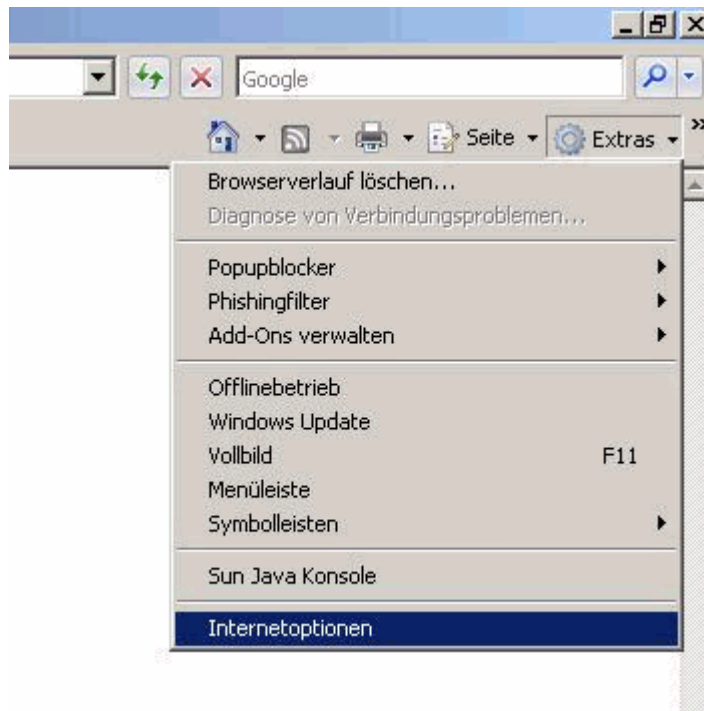 Google
Seite Extras
Browserverlauf löschen...
Diagnose von Verbindungsproblemen...
Popupblocker
Phishingfilter
Add-Ons verwalten
Offlinebetrieb
Windows Update
Vollbild F11
Menüleiste
Symbolleisten
Sun Java Konsole
Internetoptionen